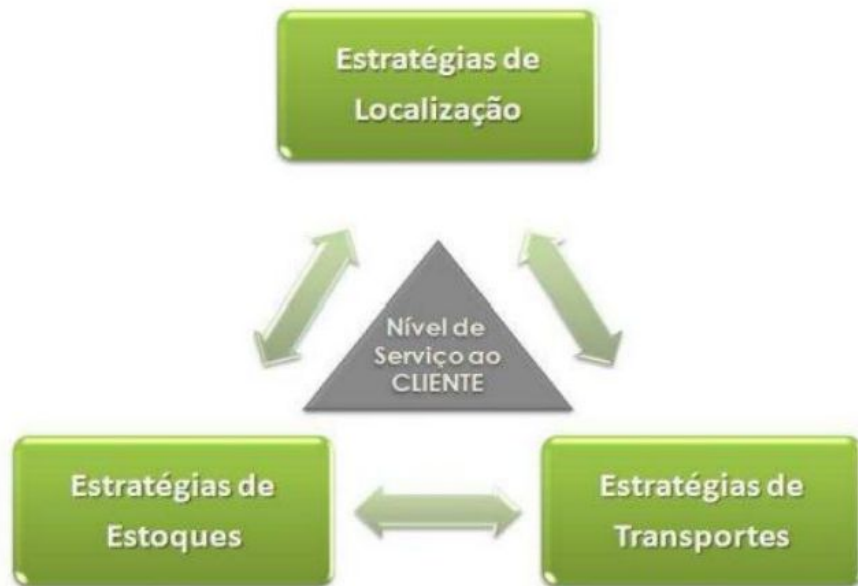 Estratégias de
Localização
Nível de
Serviço ao
CLIENTE
Estratégias de
Estoques
Estratégias de
Transportes